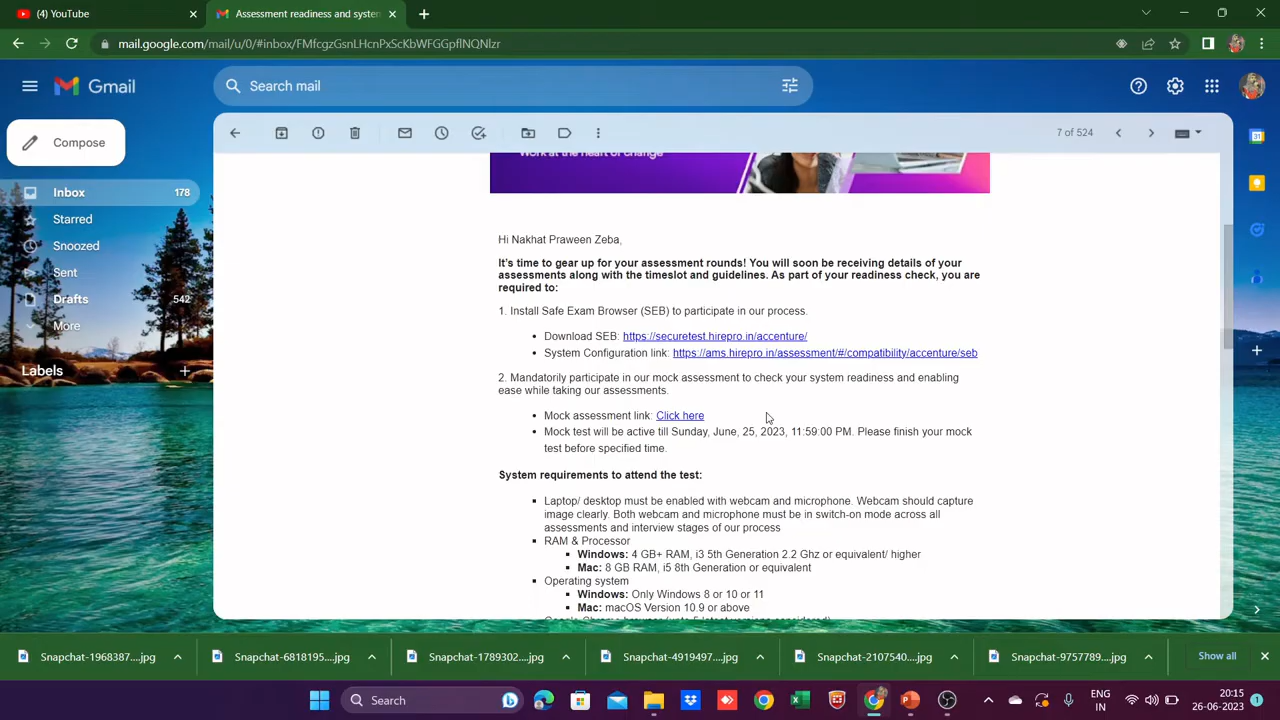 (4) YouTube
Assessment readiness and system
mail.google.com/mail/u/0/#inbox/FMfcgzGsnLHcnPxScKbWFGGpflNQNlzr
Gmail
Search mail
Compose
7 of 524
Inbox 178
Starred
Snoozed
Sent
Drafts 542
More
Labels
Work at the heart of change
Hi Nakhat Praween Zeba,
It's time to gear up for your assessment rounds! You will soon be receiving details of your
assessments along with the timeslot and guidelines. As part of your readiness check, you are
required to:
1. Install Safe Exam Browser (SEB) to participate in our process.
Download SEB: https://securetest.hirepro.in/accenture/
System Configuration link: https://ams.hirepro.in/assessment/#/compatibility/accenture/seb
2. Mandatorily participate in our mock assessment to check your system readiness and enabling
ease while taking our assessments.
Mock assessment link: Click here
Mock test will be active till Sunday, June, 25, 2023, 11:59:00 PM. Please finish your mock
test before specified time.
System requirements to attend the test:
Laptop/ desktop must be enabled with webcam and microphone. Webcam should capture
image clearly. Both webcam and microphone must be in switch-on mode across all
assessments and interview stages of our process
RAM & Processor
Windows: 4 GB+ RAM, i3 5th Generation 2.2 Ghz or equivalent/ higher
Mac: 8 GB RAM, i5 8th Generation or equivalent
Operating system
Windows: Only Windows 8 or 10 or 11
Mac: macOS Version 10.9 or above
Google Chrome browser (upto 5 latest versions considered)
Snapchat-1968387....jpg
Snapchat-6818195....jpg
Snapchat-1789302....jpg
Snapchat-4919497....jpg
Snapchat-2107540....jpg
Snapchat-9757789....jpg
Show all
Search
ENG
IN
20:15
26-06-2023
1